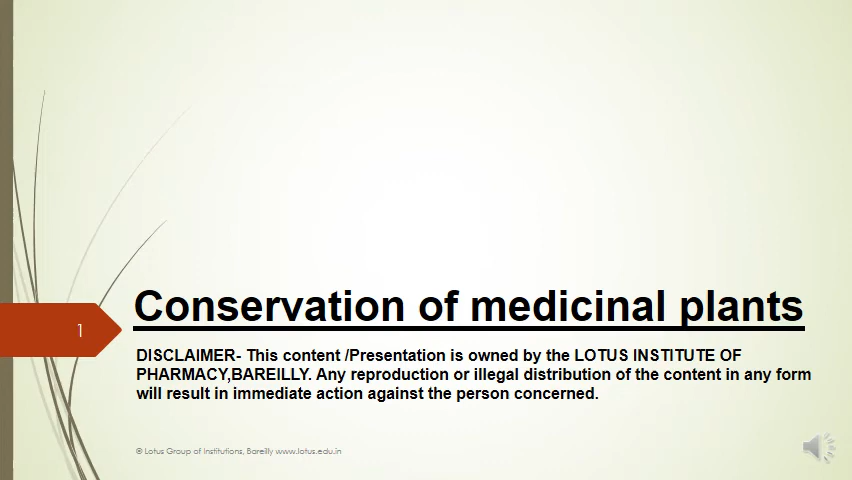 Conservation of medicinal plants
1
DISCLAIMER- This content /Presentation is owned by the LOTUS INSTITUTE OF
PHARMACY,BAREILLY. Any reproduction or illegal distribution of the content in any form
will result in immediate action against the person concerned.
® Lotus Group of Institutions, Bareilly www.lotus.edu.in